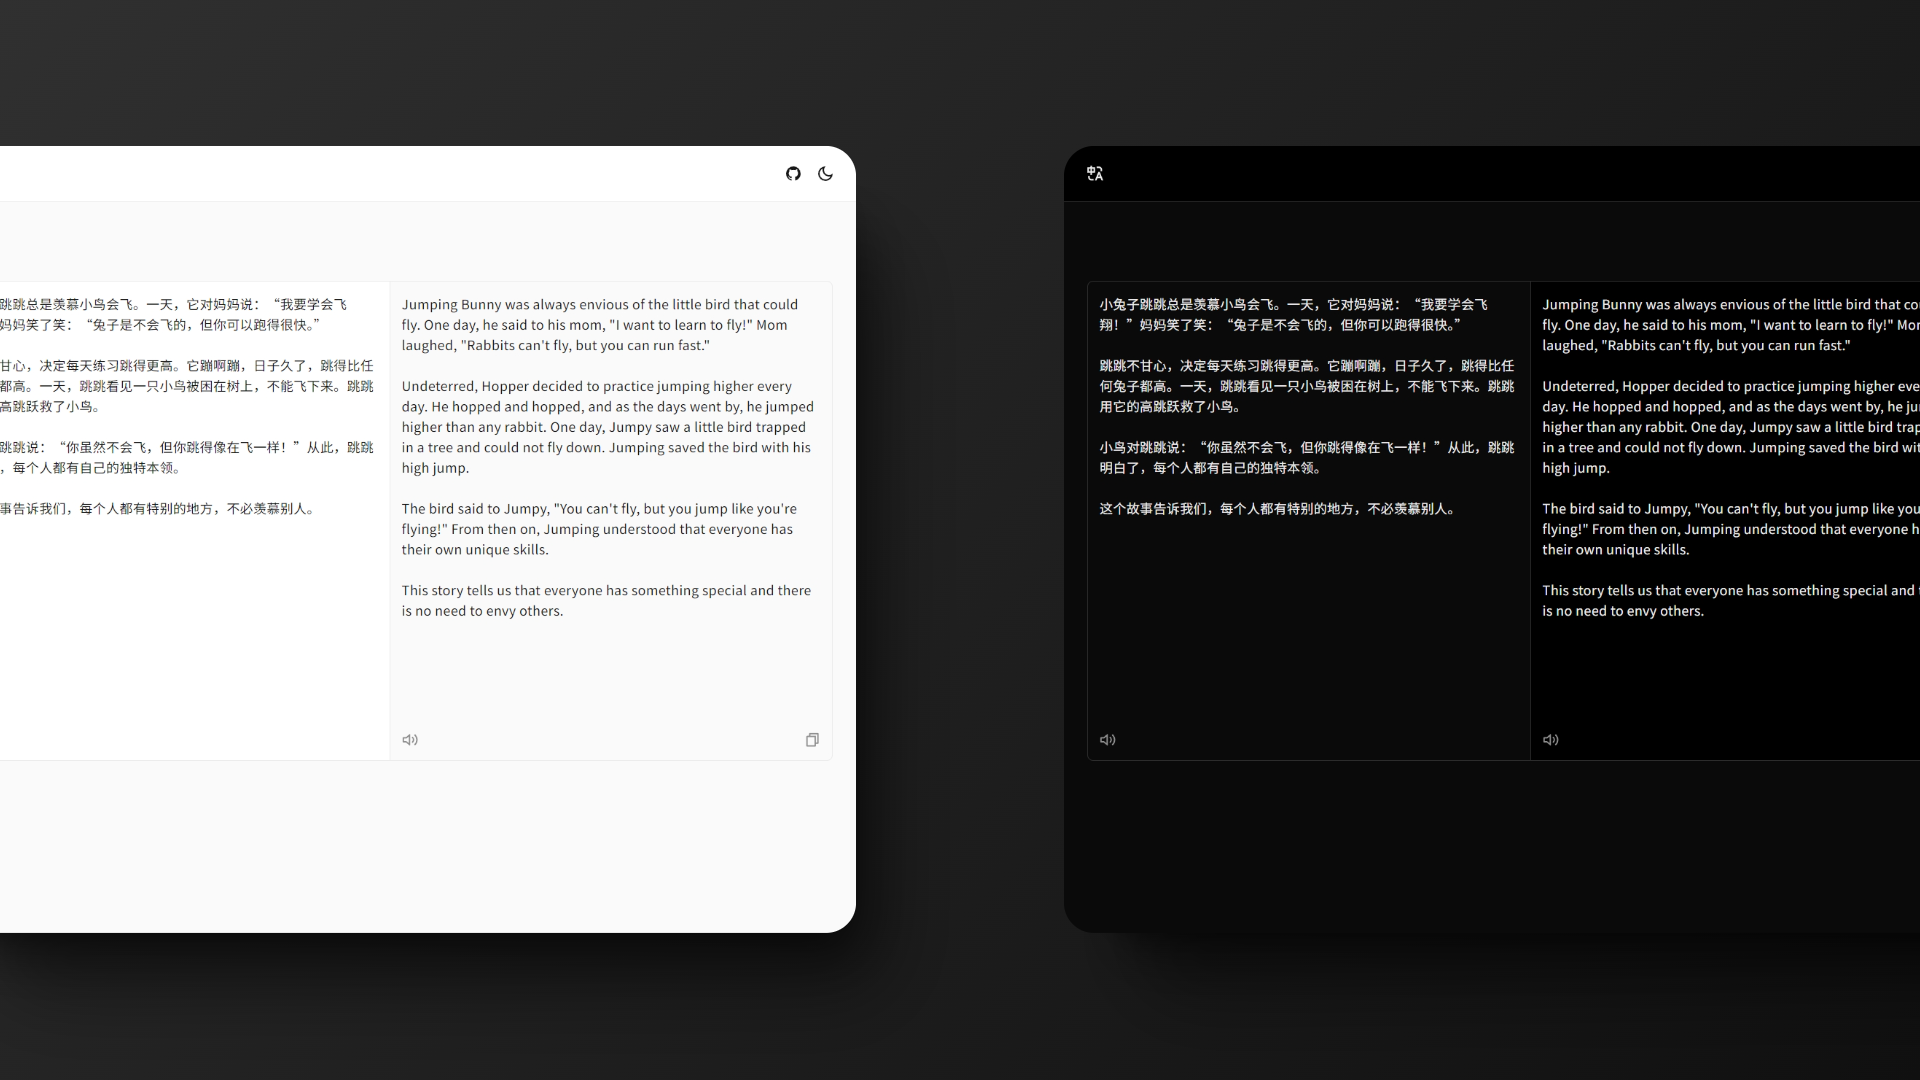 跳跳总是羡慕小鸟会飞。一天，它对妈妈说：“我要学会飞
妈妈笑了笑：“兔子是不会飞的，但你可以跑得很快。”
甘心，决定每天练习跳得更高。它蹦啊蹦，日子久了，跳得比任
都高。一天，跳跳看见一只小鸟被困在树上，不能飞下来。跳跳
高跳跃救了小鸟。
跳跳说：“你虽然不会飞，但你跳得像在飞一样！”从此，跳跳
，每个人都有自己的独特本领。
事告诉我们，每个人都有特别的地方，不必羡慕别人。
Jumping Bunny was always envious of the little bird that could
fly. One day, he said to his mom, "I want to learn to fly!" Mom
laughed, "Rabbits can't fly, but you can run fast."
Undeterred, Hopper decided to practice jumping higher every
day. He hopped and hopped, and as the days went by, he jumped
higher than any rabbit. One day, Jumpy saw a little bird trapped
in a tree and could not fly down. Jumping saved the bird with his
high jump.
The bird said to Jumpy, "You can't fly, but you jump like you're
flying!" From then on, Jumping understood that everyone has
their own unique skills.
This story tells us that everyone has something special and there
is no need to envy others.
小兔子跳跳总是羡慕小鸟会飞。一天，它对妈妈说：“我要学会飞
翔！”妈妈笑了笑：“兔子是不会飞的，但你可以跑得很快。”
跳跳不甘心，决定每天练习跳得更高。它蹦啊蹦，日子久了，跳得比任
何兔子都高。一天，跳跳看见一只小鸟被困在树上，不能飞下来。跳跳
用它的高跳跃救了小鸟。
小鸟对跳跳说：“你虽然不会飞，但你跳得像在飞一样！”从此，跳跳
明白了，每个人都有自己的独特本领。
这个故事告诉我们，每个人都有特别的地方，不必羡慕别人。
Jumping Bunny was always envious of the little bird that
fly. One day, he said to his mom, "I want to learn to fly!"
laughed, "Rabbits can't fly, but you can run fast."
Undeterred, Hopper decided to practice jumping higher
day. He hopped and hopped, and as the days went by, he
higher than any rabbit. One day, Jumpy saw a little bird
in a tree and could not fly down. Jumping saved the bird
high jump.
The bird said to Jumpy, "You can't fly, but you jump like
flying!" From then on, Jumping understood that everyone
their own unique skills.
This story tells us that everyone has something special and
is no need to envy others.